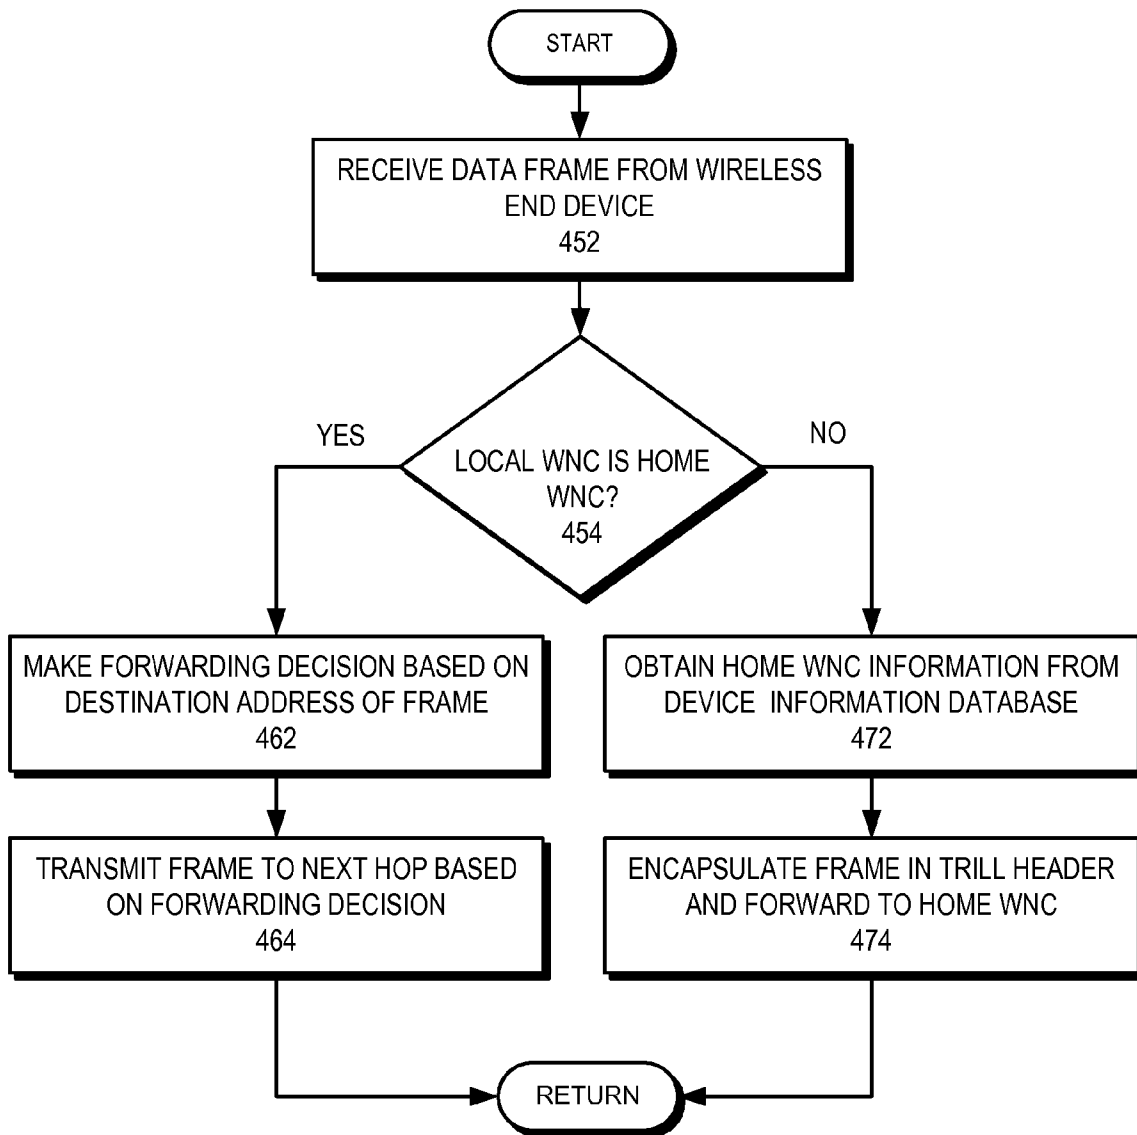 START
RECEIVE DATA FRAME FROM WIRELESS
END DEVICE
452
YES
NO
LOCAL WNC IS HOME
WNC?
454
MAKE FORWARDING DECISION BASED ON
DESTINATION ADDRESS OF FRAME
462
OBTAIN HOME WNC INFORMATION FROM
DEVICE INFORMATION DATABASE
472
TRANSMIT FRAME TO NEXT HOP BASED
ON FORWARDING DECISION
464
ENCAPSULATE FRAME IN TRILL HEADER
AND FORWARD TO HOME WNC
474
RETURN